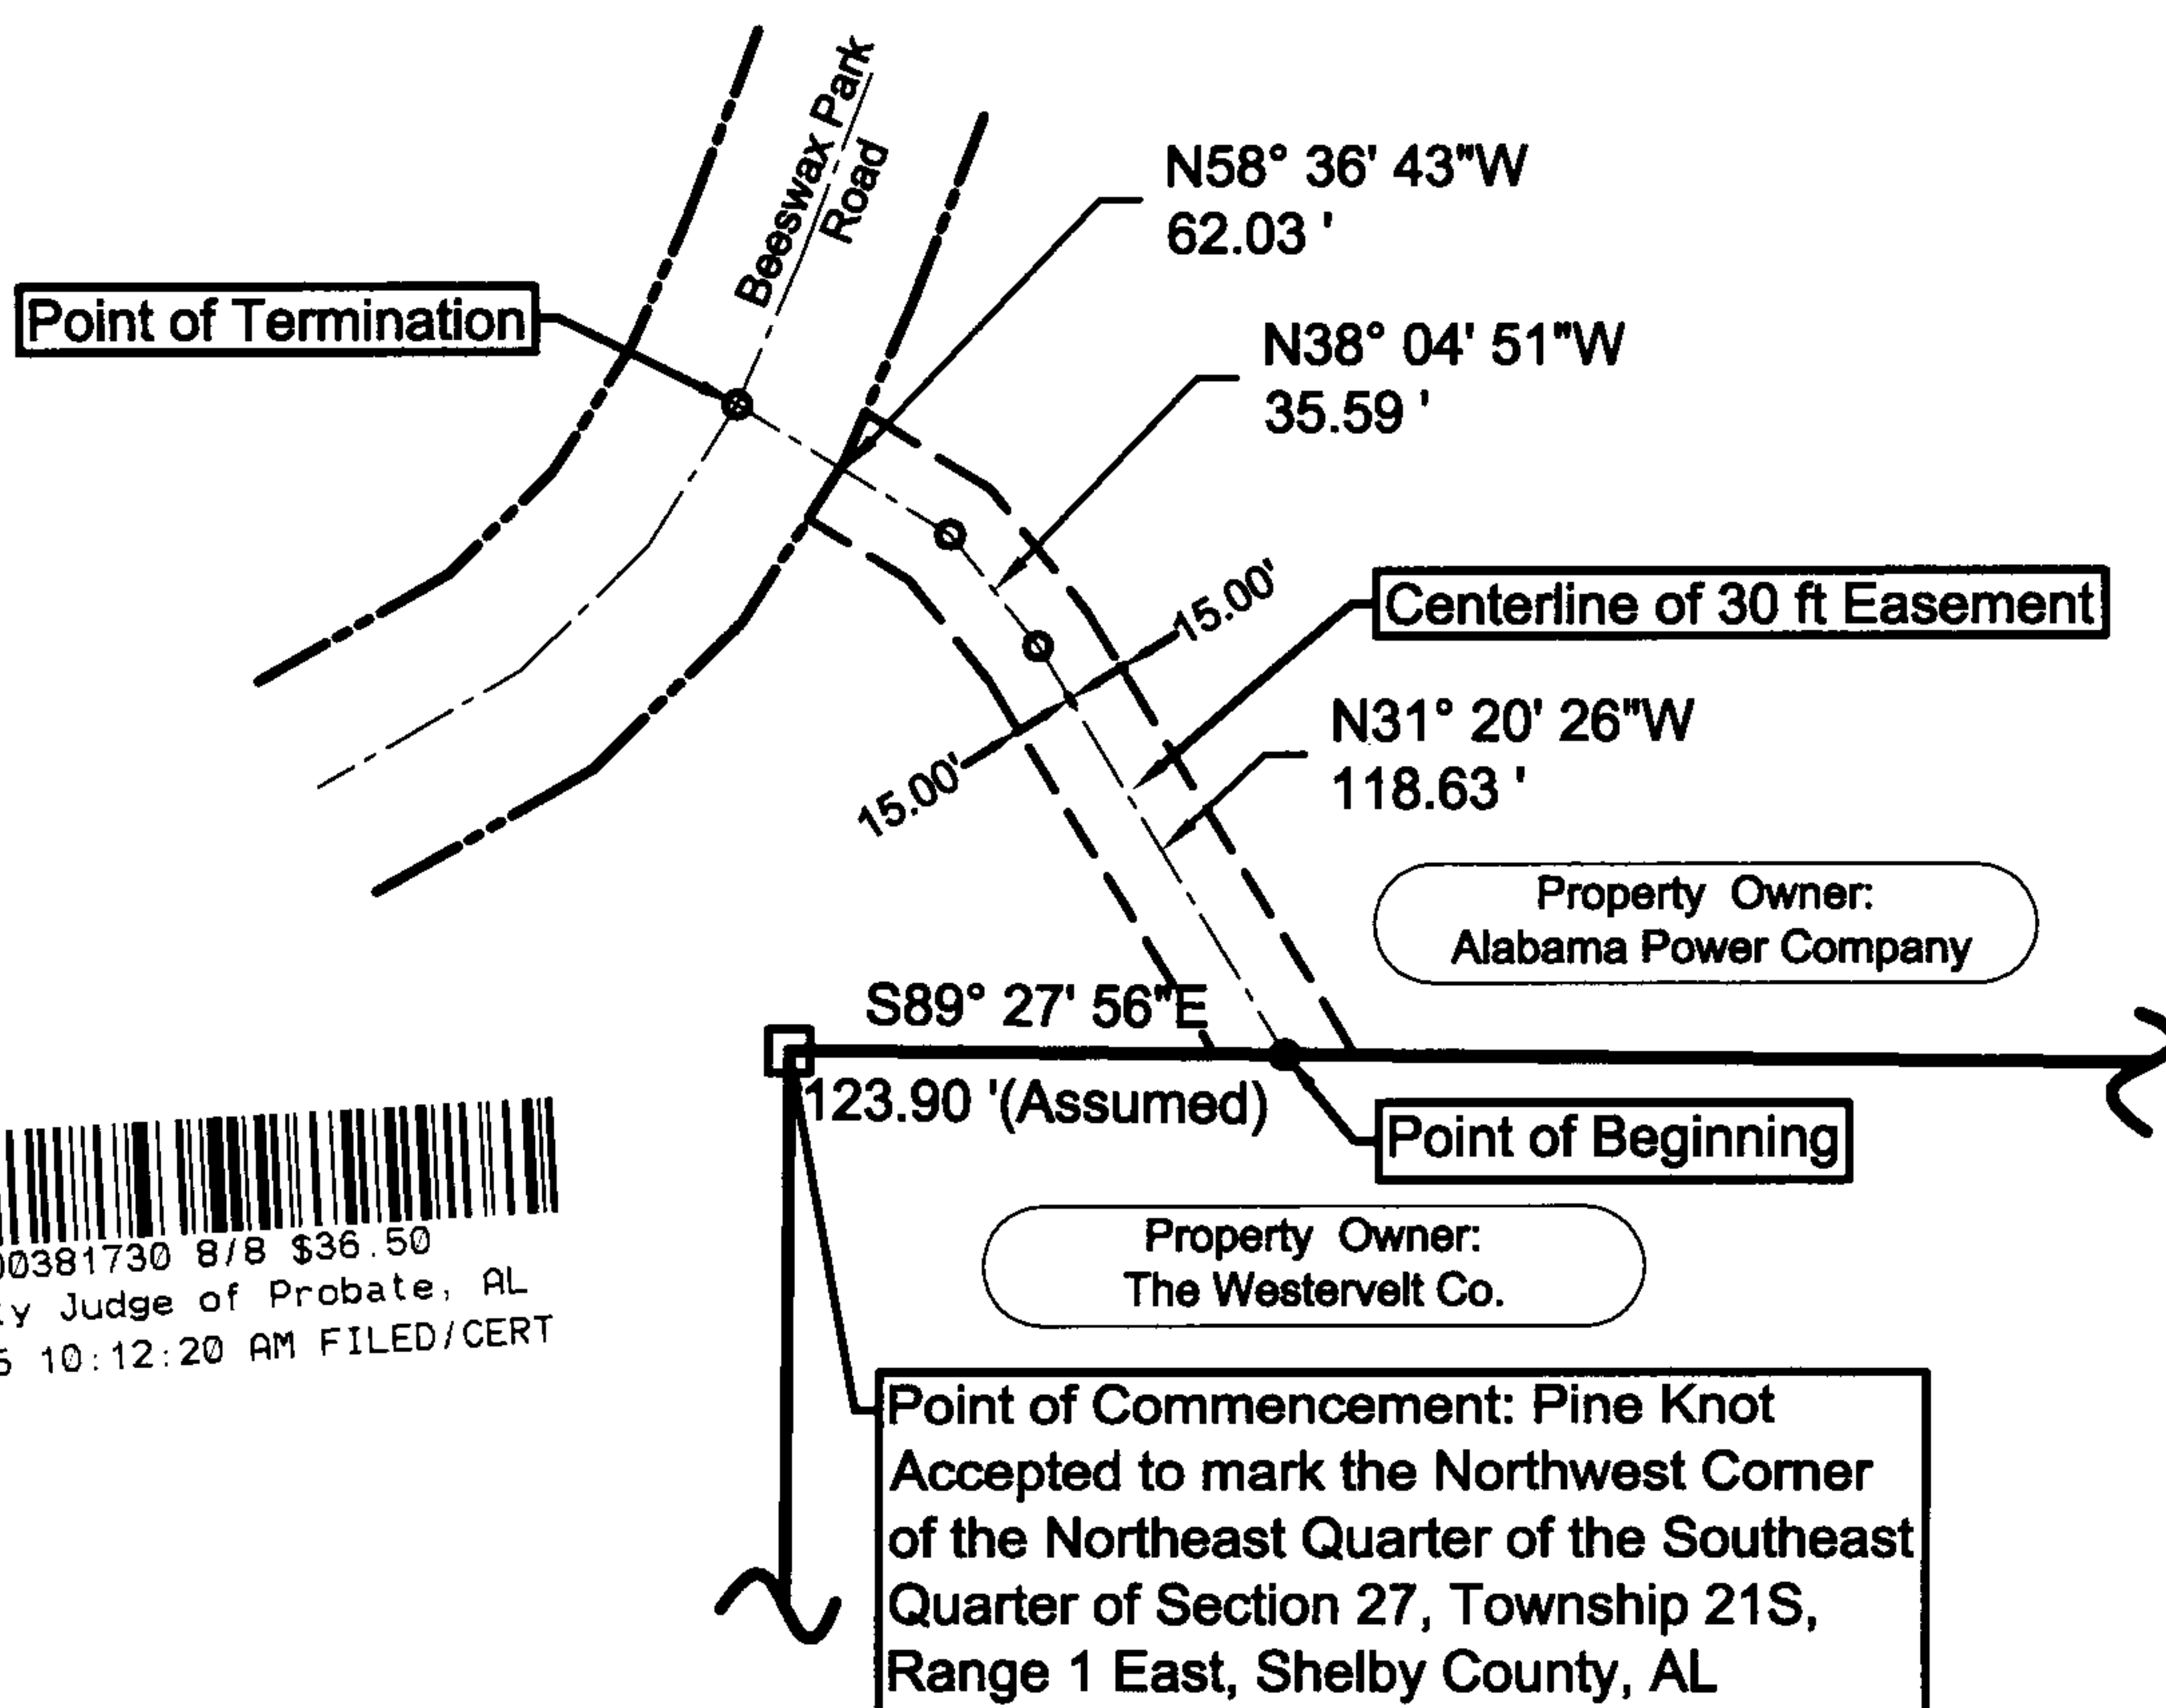 Beeswax Park
Road
N58° 36' 43"W
62.03 '
Point of Termination
N38° 04' 51"W
35.59 '
15.00'
Centerline of 30 ft Easement
N31° 20' 26"W
118.63 '
15.00'
Property Owner:
Alabama Power Company
S89° 27' 56"E
123.90 '(Assumed)
Point of Beginning
Property Owner:
The Westervelt Co.
00381730 8/8 $36.50
Judge of Probate, AL
10:12:20 AM FILED/CERT
Point of Commencement: Pine Knot
Accepted to mark the Northwest Corner
of the Northeast Quarter of the Southeast
Quarter of Section 27, Township 21S,
Range 1 East, Shelby County, AL